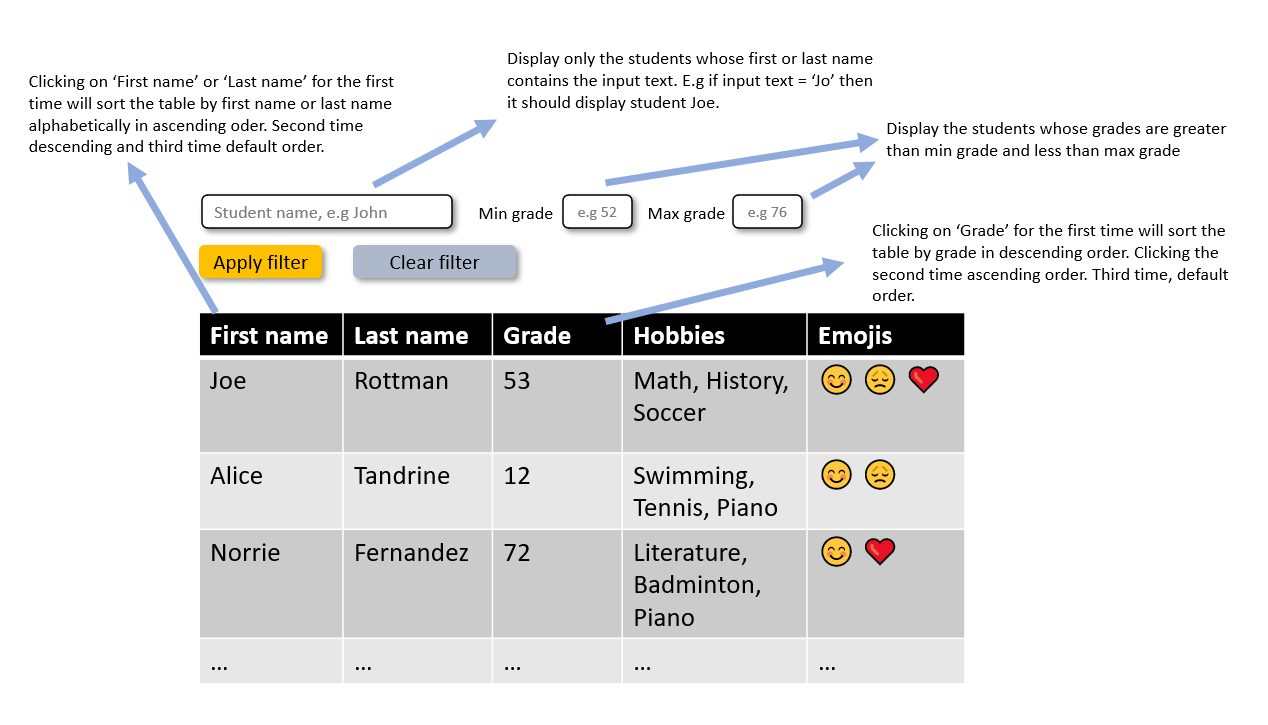 Display only the students whose first or last name
contains the input text. E.g if input text = ‘Jo’ then
it should display student Joe.
Clicking on ‘First name’ or ‘Last name’ for the first
time will sort the table by first name or last name
alphabetically in ascending oder. Second time
descending and third time default order.
Display the students whose grades are greater
than min grade and less than max grade
Student name, e.g John
Min grade
e.g 52
Max grade
e.g 76
Clicking on ‘Grade’ for the first time will sort the
table by grade in descending order. Clicking the
second time ascending order. Third time, default
order.
Apply filter
Clear filter
First name Last name Grade Hobbies Emojis
Joe Rottman 53 Math, History,
Soccer
Alice Tandrine 12 Swimming,
Tennis, Piano
Norrie Fernandez 72 Literature,
Badminton,
Piano
... ... ... ... ...